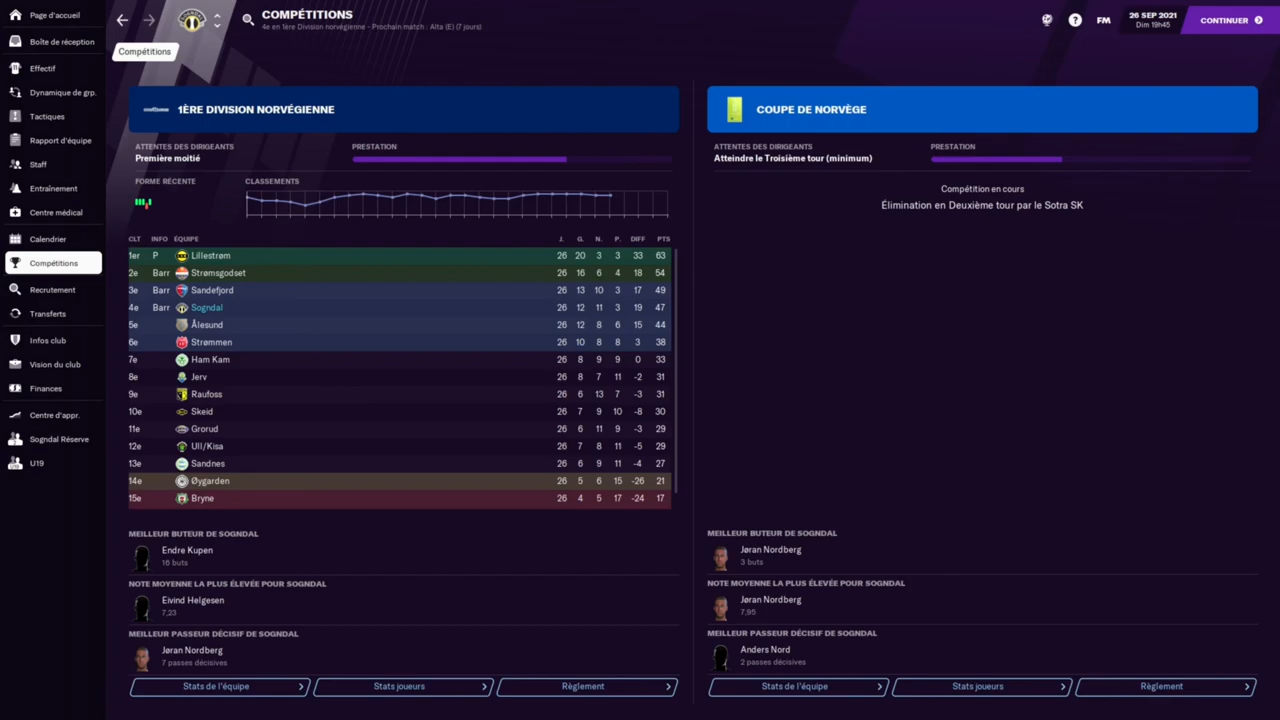 Page d'accueil
Boîte de réception
Effectif
Dynamique de grp.
Tactiques
Rapport d'équipe
Staff
Entraînement
Centre médical
Calendrier
Compétitions
Recrutement
Transferts
Infos club
Vision du club
Finances
Centre d'appr.
Sogndal Réserve
U19
COMPÉTITIONS
4e en 1ère Division norvégienne - Prochain match : Alta (E) (7 jours)
?
FM
26 SEP 2021
Dim 19h45
CONTINUER
Compétitions
1ÈRE DIVISION NORVÉGIENNE
ATTENTES DES DIRIGEANTS PRESTATION
Première moitié
FORME RÉCENTE CLASSEMENTS
CLT INFO ÉQUIPE J. G. N. P. DIFF PTS
1er P Lillestrøm 26 20 3 3 33 63
2e Barr Strømsgodset 26 16 6 4 18 54
3e Barr Sandefjord 26 13 10 3 17 49
4e Barr Sogndal 26 12 11 3 19 47
5e Ålesund 26 12 8 6 15 44
6e Strømmen 26 10 8 8 3 38
7e Ham Kam 26 8 9 9 0 33
8e Jerv 26 8 7 11 -2 31
9e Raufoss 26 6 13 7 -3 31
10e Skeid 26 7 9 10 -8 30
11e Grorud 26 6 11 9 -3 29
12e Ull/Kisa 26 7 8 11 -5 29
13e Sandnes 26 6 9 11 -4 27
14e Øygarden 26 5 6 15 -26 21
15e Bryne 26 4 5 17 -24 17
MEILLEUR BUTEUR DE SOGNDAL
Endre Kupen
16 buts
NOTE MOYENNE LA PLUS ÉLEVÉE POUR SOGNDAL
Eivind Helgesen
7,23
MEILLEUR PASSEUR DÉCISIF DE SOGNDAL
Jøran Nordberg
7 passes décisives
Stats de l'équipe
Stats joueurs
Règlement
COUPE DE NORVÈGE
ATTENTES DES DIRIGEANTS PRESTATION
Atteindre le Troisième tour (minimum)
Compétition en cours
Élimination en Deuxième tour par le Sotra SK
MEILLEUR BUTEUR DE SOGNDAL
Jøran Nordberg
3 buts
NOTE MOYENNE LA PLUS ÉLEVÉE POUR SOGNDAL
Jøran Nordberg
7,95
MEILLEUR PASSEUR DÉCISIF DE SOGNDAL
Anders Nord
2 passes décisives
Stats de l'équipe
Stats joueurs
Règlement